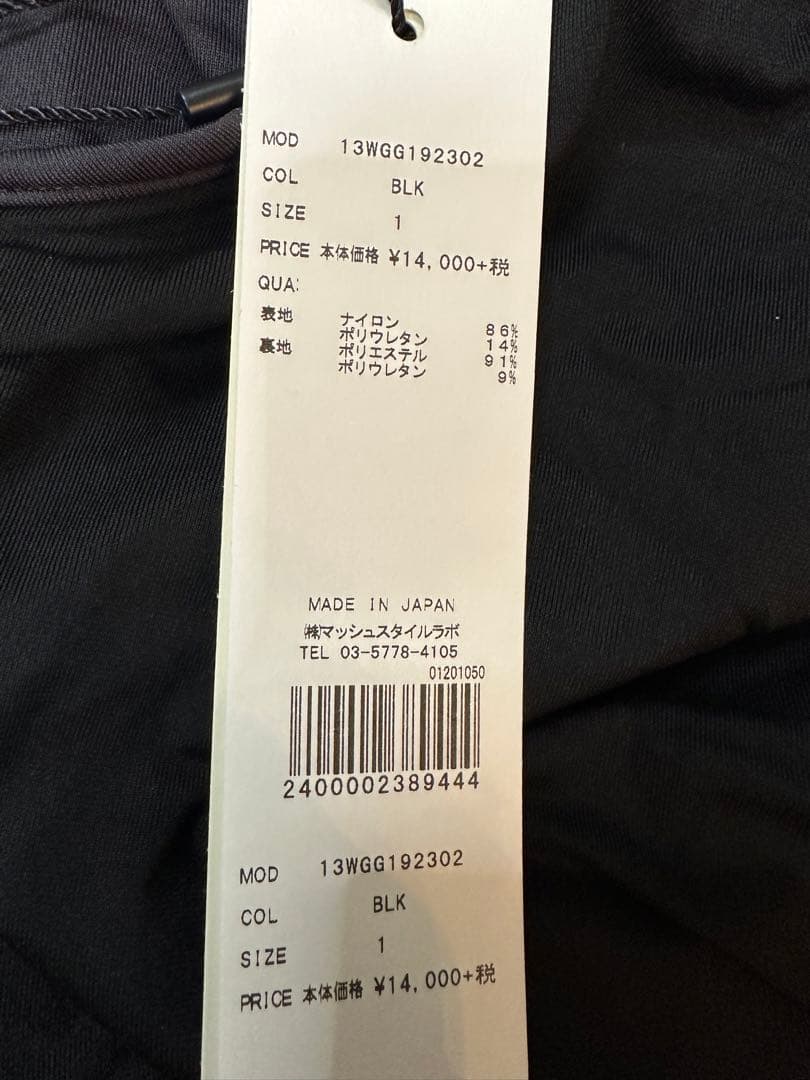 MOD 13WGG192302
COL BLK
SIZE 1
PRICE 本体価格 ¥14,000+税
QUA:
表地 ナイロン 86%
ポリウレタン 14%
裏地 ポリエステル 91%
ポリウレタン 9%
MADE IN JAPAN
㈱マッシュスタイルラボ
TEL 03-5778-4105
01201050
2400002389444
MOD 13WGG192302
COL BLK
SIZE 1
PRICE 本体価格 ¥14,000+税